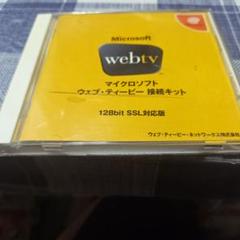 Microsoft
webtv
マイクロソフト
ウェブ・ティービー 接続キット
128bit SSL対応版
ウェブ・ティービー・ネットワークス株式会社